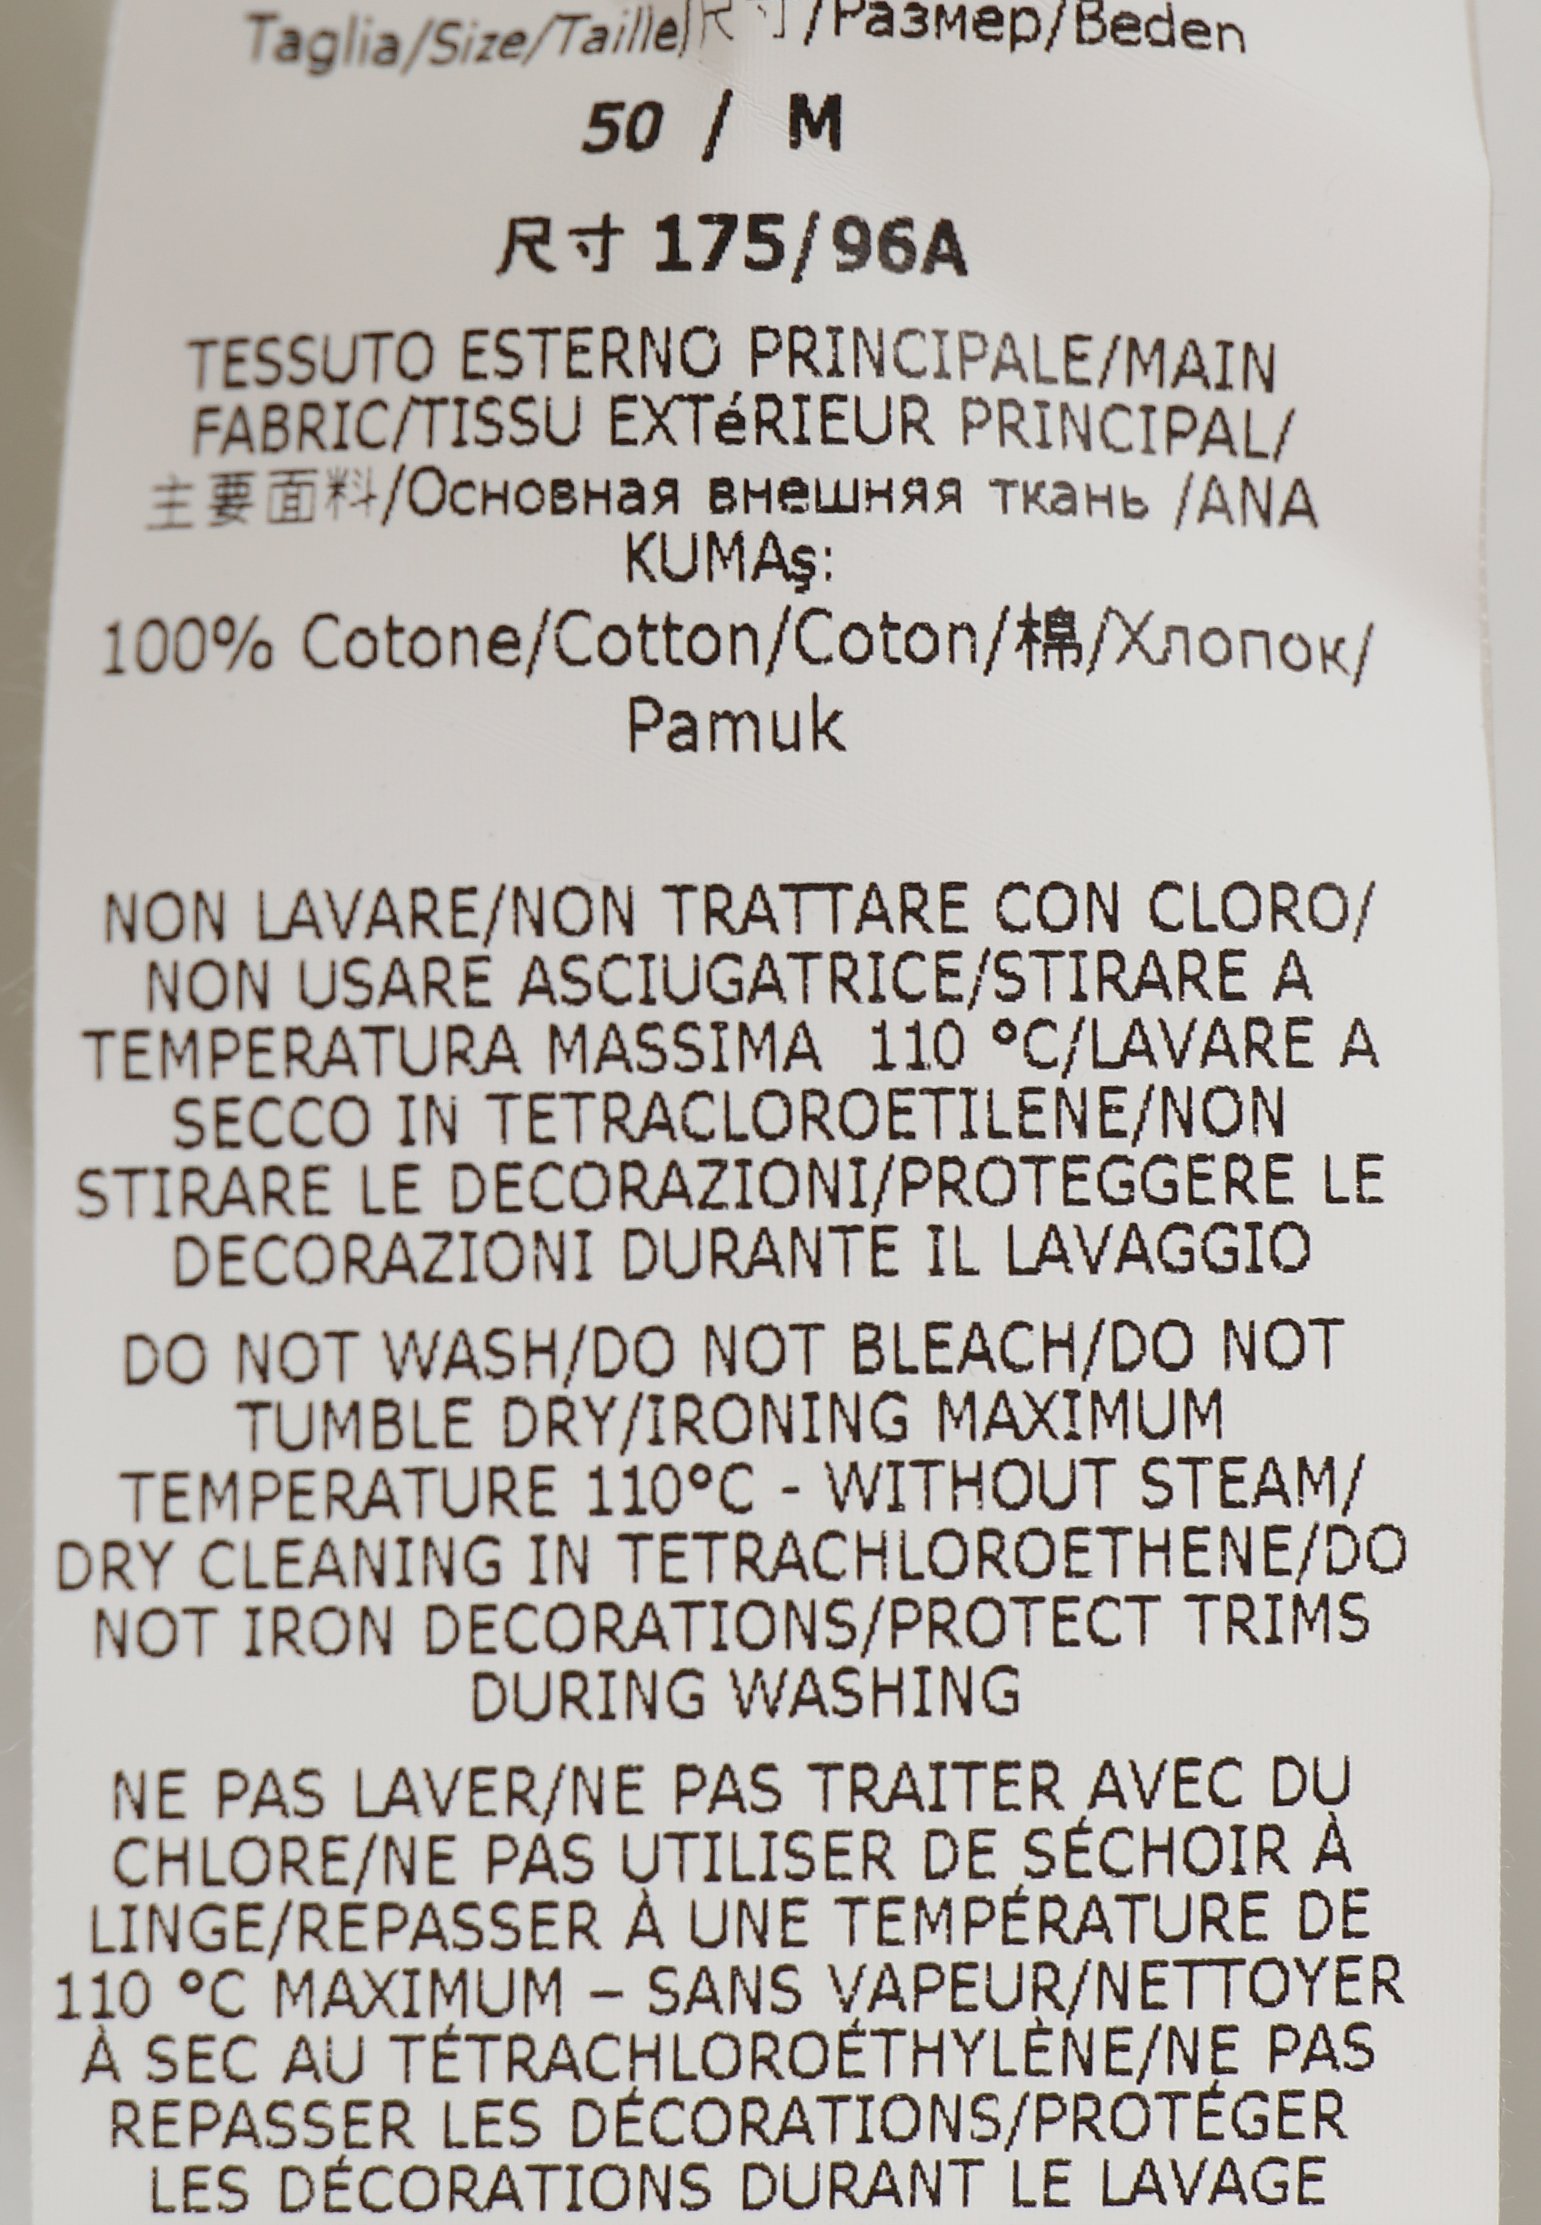 Taglia/Size/Taille/尺寸/Размер/Beden
50 / M
尺寸 175/96A
TESSUTO ESTERNO PRINCIPALE/MAIN
FABRIC/TISSU EXTéRIEUR PRINCIPAL/
主要面料/Основная внешняя ткань /ANA
KUMAş:
100% Cotone/Cotton/Coton/棉/Хлопок/
Pamuk
NON LAVARE/NON TRATTARE CON CLORO/
NON USARE ASCIUGATRICE/STIRARE A
TEMPERATURA MASSIMA 110 °C/LAVARE A
SECCO IN TETRACLOROETILENE/NON
STIRARE LE DECORAZIONI/PROTEGGERE LE
DECORAZIONI DURANTE IL LAVAGGIO
DO NOT WASH/DO NOT BLEACH/DO NOT
TUMBLE DRY/IRONING MAXIMUM
TEMPERATURE 110°C - WITHOUT STEAM/
DRY CLEANING IN TETRACHLOROETHENE/DO
NOT IRON DECORATIONS/PROTECT TRIMS
DURING WASHING
NE PAS LAVER/NE PAS TRAITER AVEC DU
CHLORE/NE PAS UTILISER DE SÉCHOIR À
LINGE/REPASSER À UNE TEMPÉRATURE DE
110 °C MAXIMUM – SANS VAPEUR/NETTOYER
À SEC AU TÉTRACHLOROÉTHYLÈNE/NE PAS
REPASSER LES DÉCORATIONS/PROTÉGER
LES DÉCORATIONS DURANT LE LAVAGE